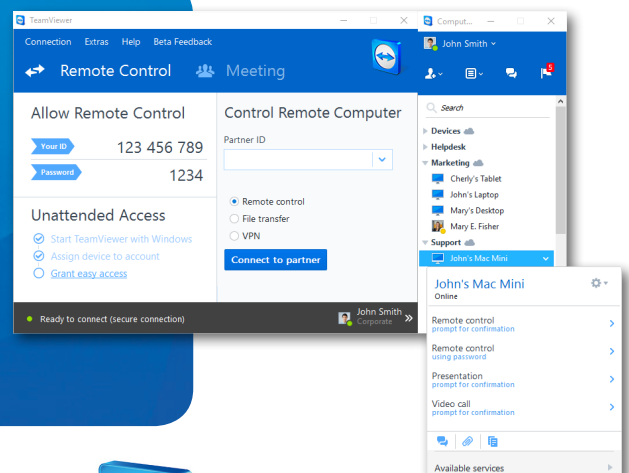 TeamViewer
Connection Extras Help Beta Feedback
Remote Control Meeting
Allow Remote Control
Your ID 123 456 789
Password 1234
Unattended Access
Start TeamViewer with Windows
Assign device to account
Grant easy access
Control Remote Computer
Partner ID
Remote control
File transfer
VPN
Connect to partner
Ready to connect (secure connection)
John Smith
Corporate
Comput...
John Smith
5
Search
Devices
Helpdesk
Marketing
Cherly's Tablet
John's Laptop
Mary's Desktop
Mary E. Fisher
Support
John's Mac Mini
John's Mac Mini
Online
Remote control
prompt for confirmation
Remote control
using password
Presentation
prompt for confirmation
Video call
prompt for confirmation
Available services